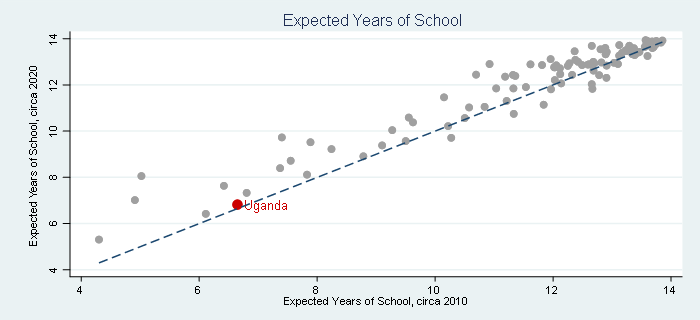 Expected Years of School
14
12
10
8
6
4
Expected Years of School, circa 2020
Uganda
4 6 8 10 12 14
Expected Years of School, circa 2010